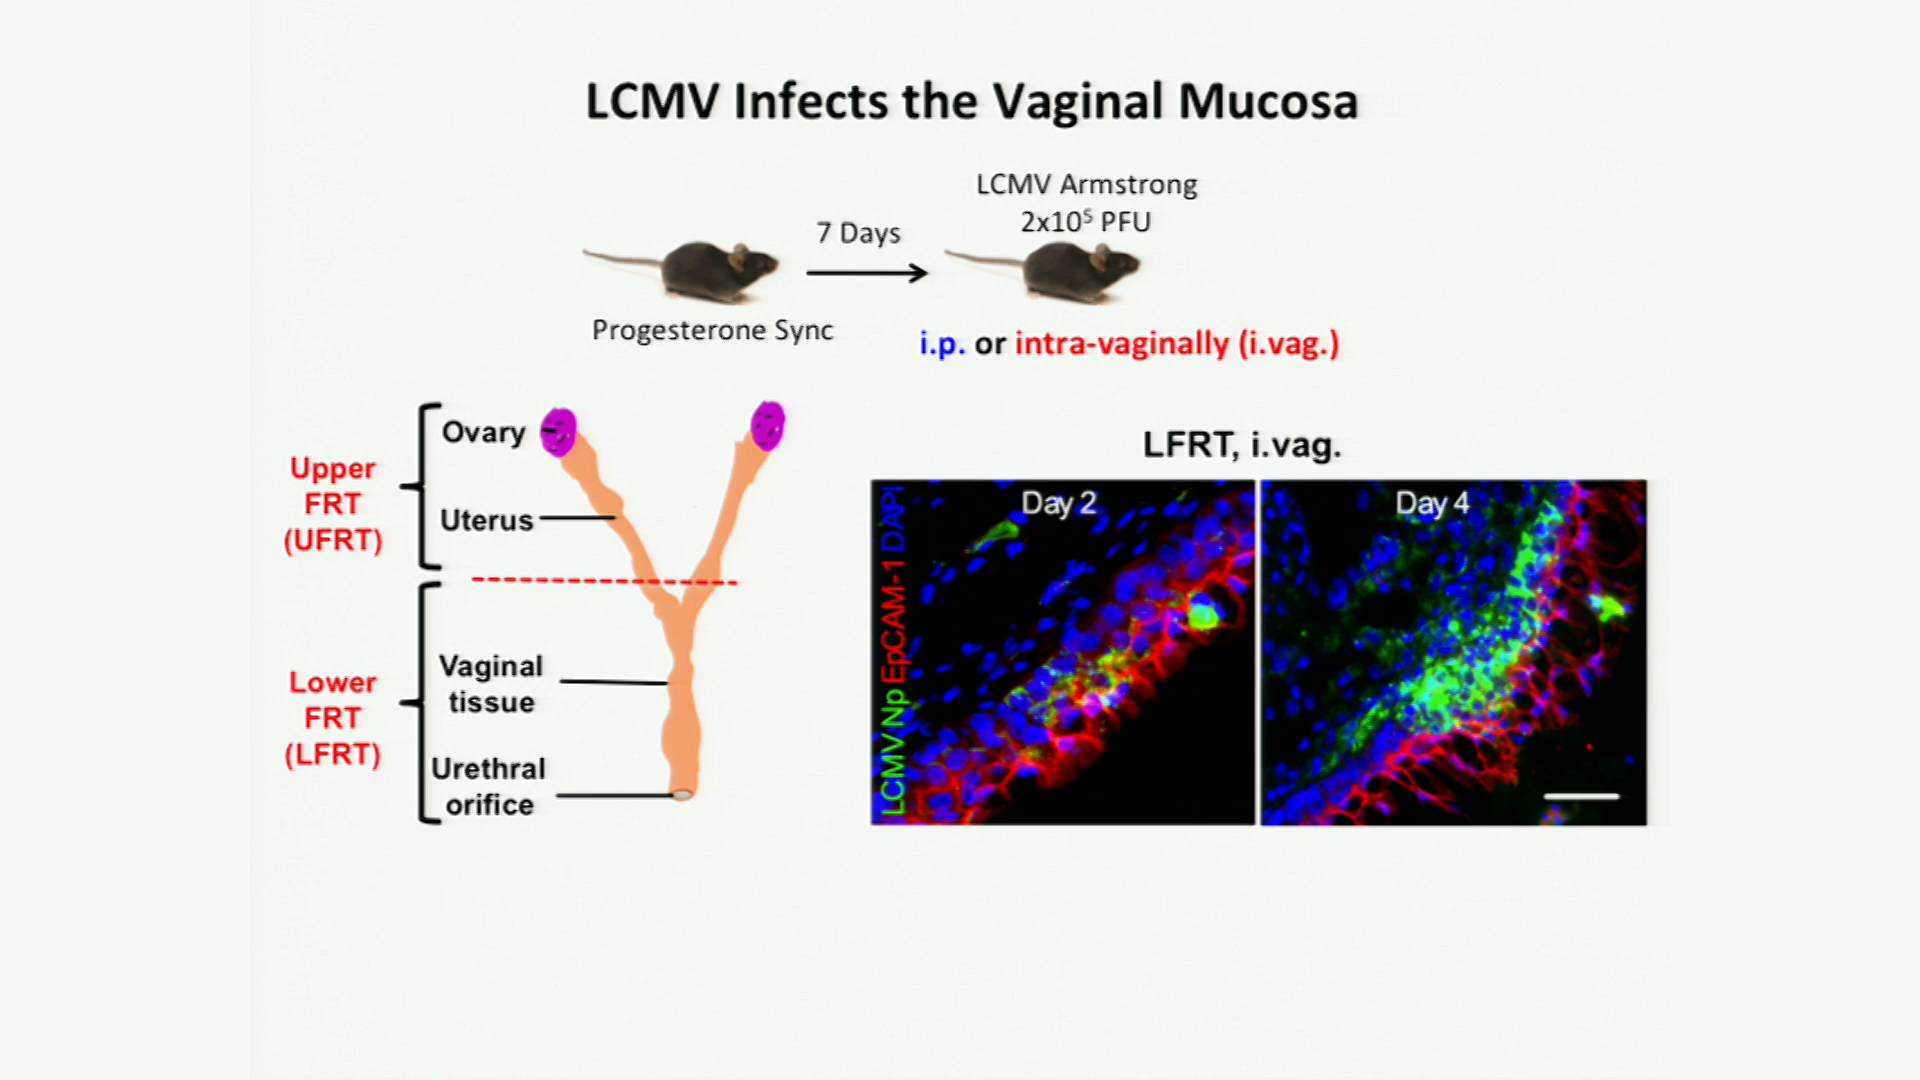 LCMV Infects the Vaginal Mucosa
LCMV Armstrong
2x10⁵ PFU
7 Days
Progesterone Sync
i.p. or intra-vaginally (i.vag.)
Upper
FRT
(UFRT)
Ovary
Uterus
Lower
FRT
(LFRT)
Vaginal
tissue
Urethral
orifice
LFRT, i.vag.
LCMV Np EpCAM-1 DAPI
Day 2
Day 4